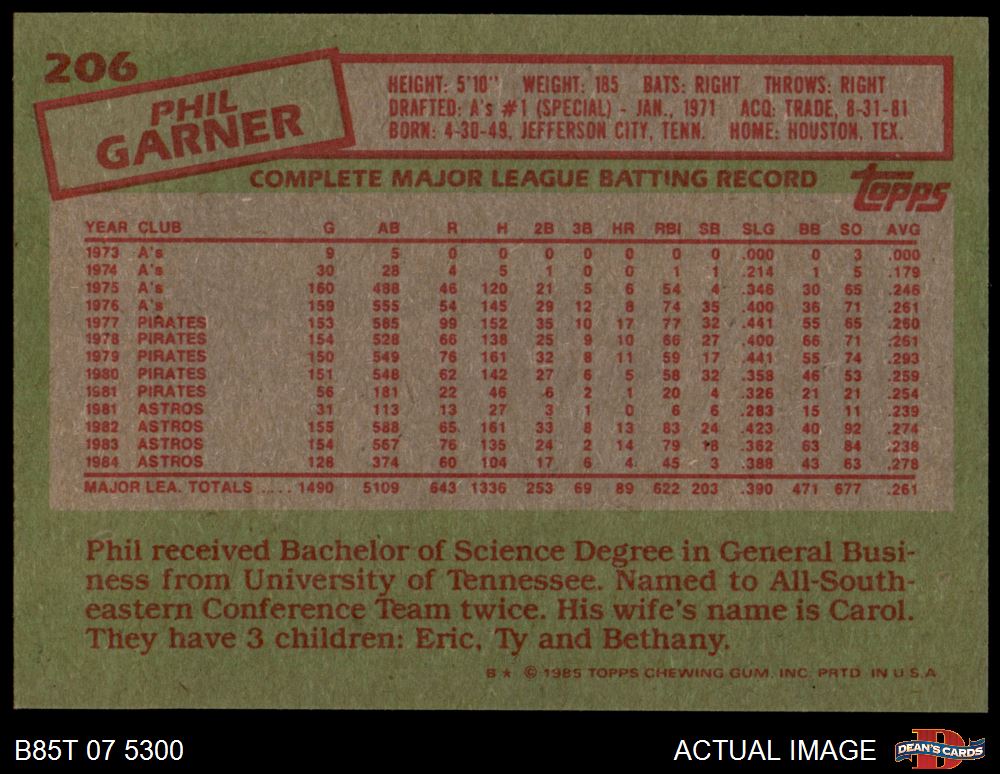 206
PHIL
GARNER
HEIGHT: 5'10" WEIGHT: 185 BATS: RIGHT THROWS: RIGHT
DRAFTED: A's #1 (SPECIAL) - JAN., 1971 ACQ: TRADE, 8-31-81
BORN: 4-30-49, JEFFERSON CITY, TENN. HOME: HOUSTON, TEX.
COMPLETE MAJOR LEAGUE BATTING RECORD
topps
YEAR CLUB G AB R H 2B 3B HR RBI SB SLG BB SO AVG
1973 A's 9 5 0 0 0 0 0 0 0 .000 0 3 .000
1974 A's 30 28 4 5 1 0 0 1 1 .214 1 5 .179
1975 A's 160 488 46 120 21 5 6 54 4 .346 30 65 .246
1976 A's 159 555 54 145 29 12 8 74 35 .400 36 71 .261
1977 PIRATES 153 585 99 152 35 10 17 77 32 .441 55 65 .260
1978 PIRATES 154 528 66 138 25 9 10 66 27 .400 66 71 .261
1979 PIRATES 150 549 76 161 32 8 11 59 17 .441 55 74 .293
1980 PIRATES 151 548 62 142 27 6 5 58 32 .358 46 53 .259
1981 PIRATES 56 181 22 46 6 2 1 20 4 .326 21 21 .254
1981 ASTROS 31 113 13 27 3 1 0 6 6 .283 15 11 .239
1982 ASTROS 155 588 65 161 33 8 13 83 24 .423 40 92 .274
1983 ASTROS 154 567 76 135 24 2 14 79 18 .362 63 84 .238
1984 ASTROS 128 374 60 104 17 6 4 45 3 .388 43 63 .278
MAJOR LEA. TOTALS .... 1490 5109 643 1336 253 69 89 622 203 .390 471 677 .261
Phil received Bachelor of Science Degree in General Busi-
ness from University of Tennessee. Named to All-South-
eastern Conference Team twice. His wife's name is Carol.
They have 3 children: Eric, Ty and Bethany.
B★ © 1985 TOPPS CHEWING GUM, INC. PRTD. IN U.S.A.
B85T 07 5300
ACTUAL IMAGE
DEAN'S CARDS